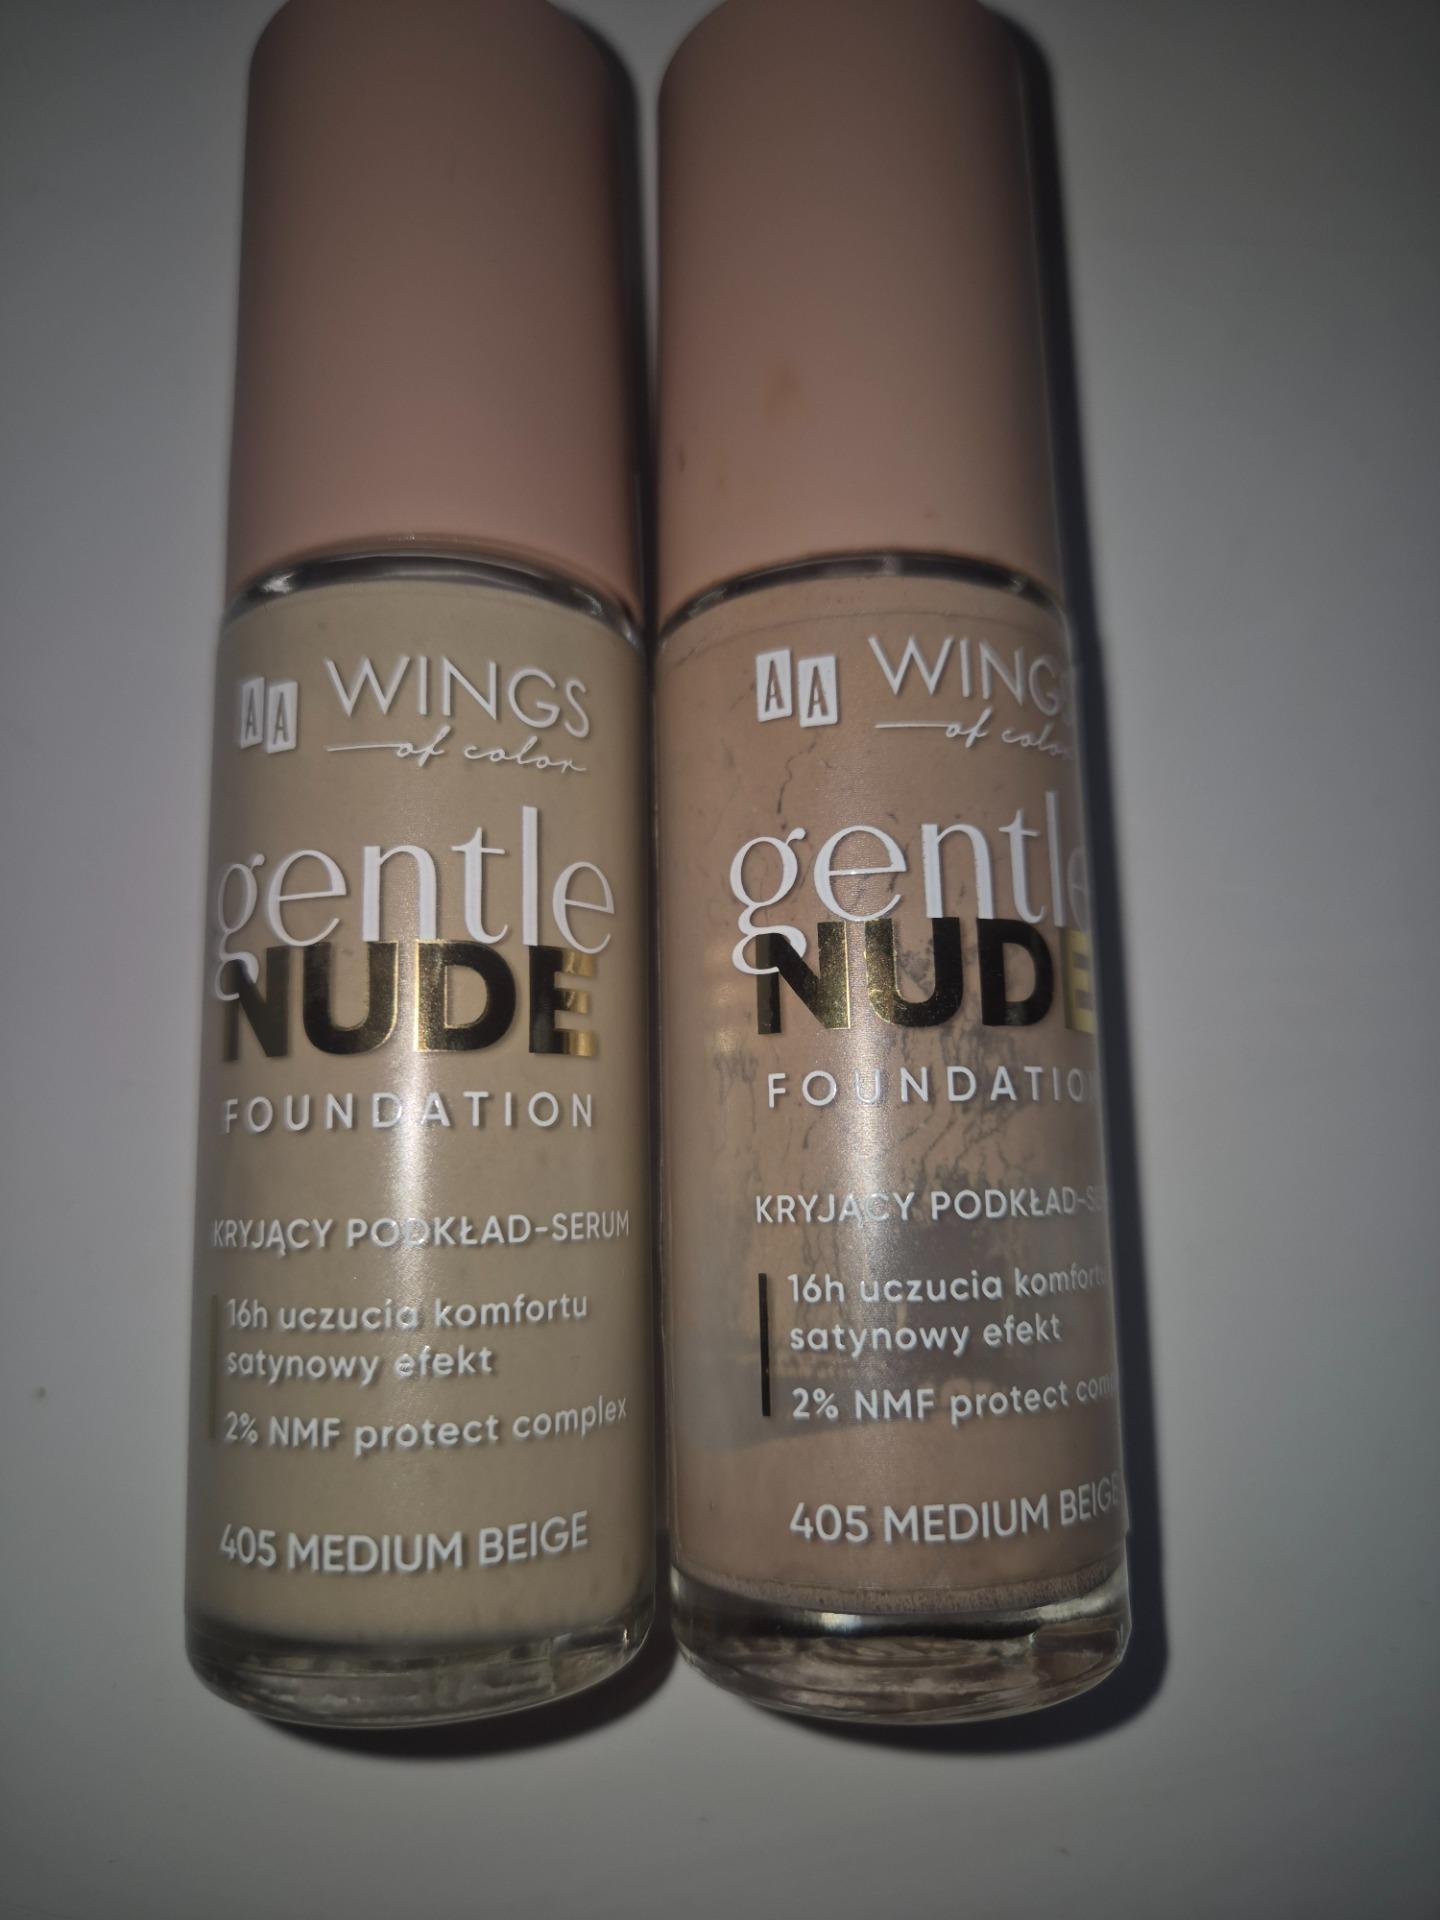 AA WINGS
of color
gentle
NUDE
FOUNDATION
KRYJĄCY PODKŁAD-SERUM
16h uczucia komfortu
satynowy efekt
2% NMF protect complex
405 MEDIUM BEIGE
AA WINGS
of color
gentle
NUDE
FOUNDATION
KRYJĄCY PODKŁAD-SE
16h uczucia komfortu
satynowy efekt
2% NMF protect comp
405 MEDIUM BEIGE